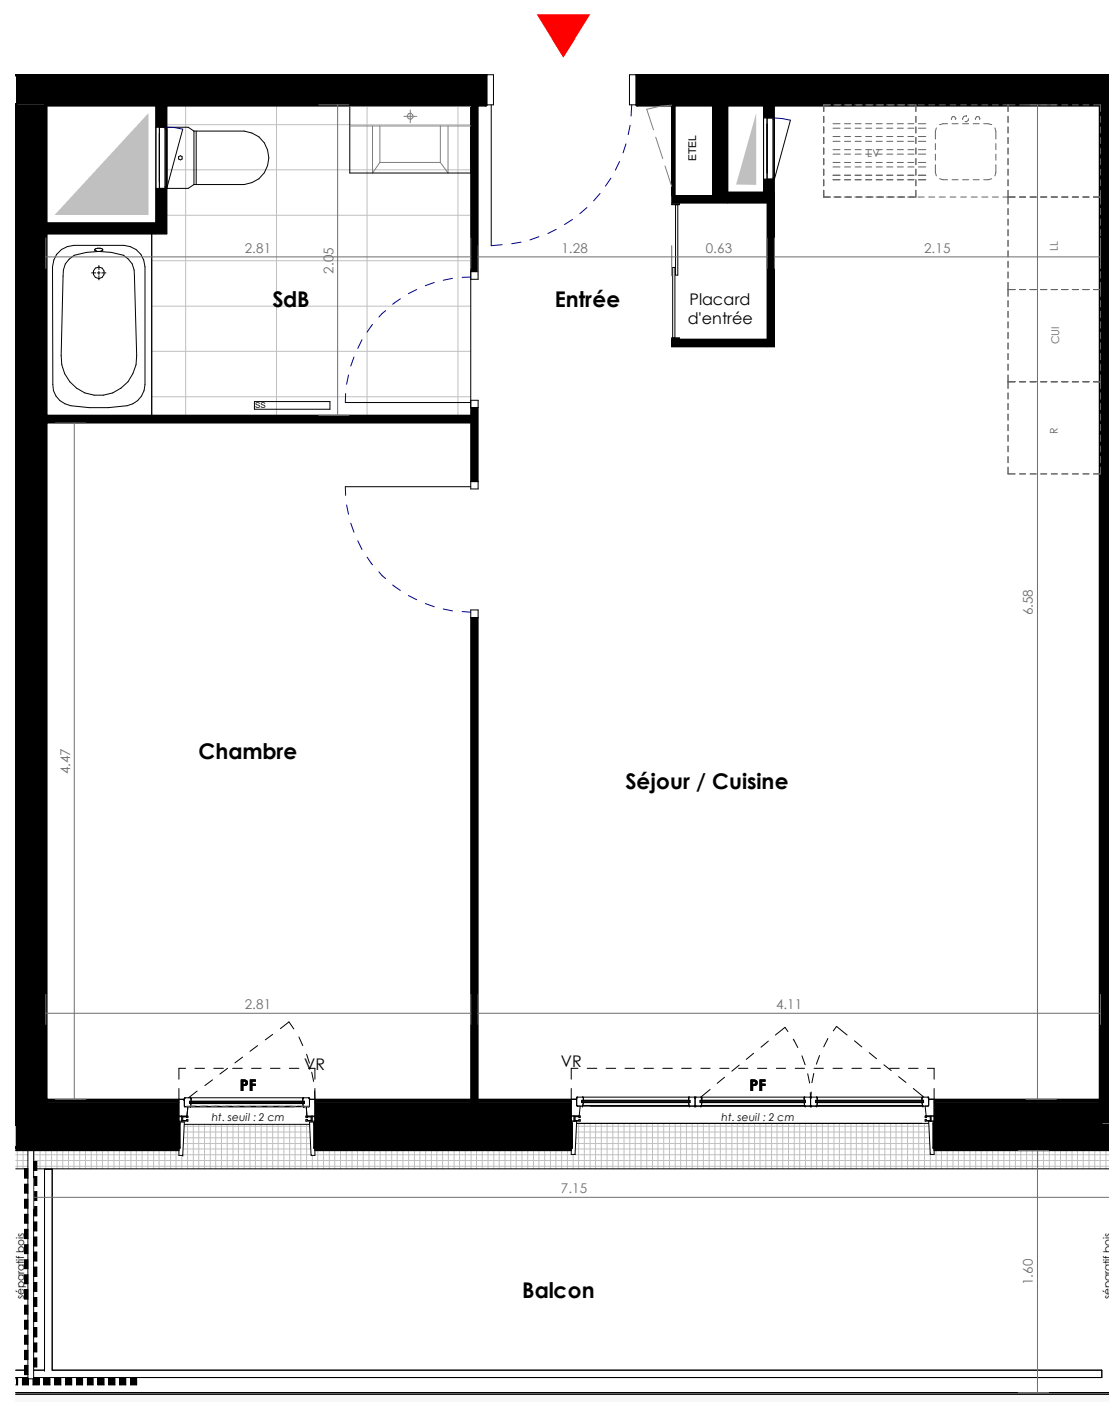 ETEL
LV
2.81
2.05
1.28
0.63
2.15
LL
SdB
Entrée
Placard
d'entrée
CUI
SS
R
6.58
4.47
Chambre
Séjour / Cuisine
2.81
4.11
VR
VR
PF
PF
ht. seuil : 2 cm
ht. seuil : 2 cm
7.15
séparatif bois
séparatif bois
1.60
Balcon